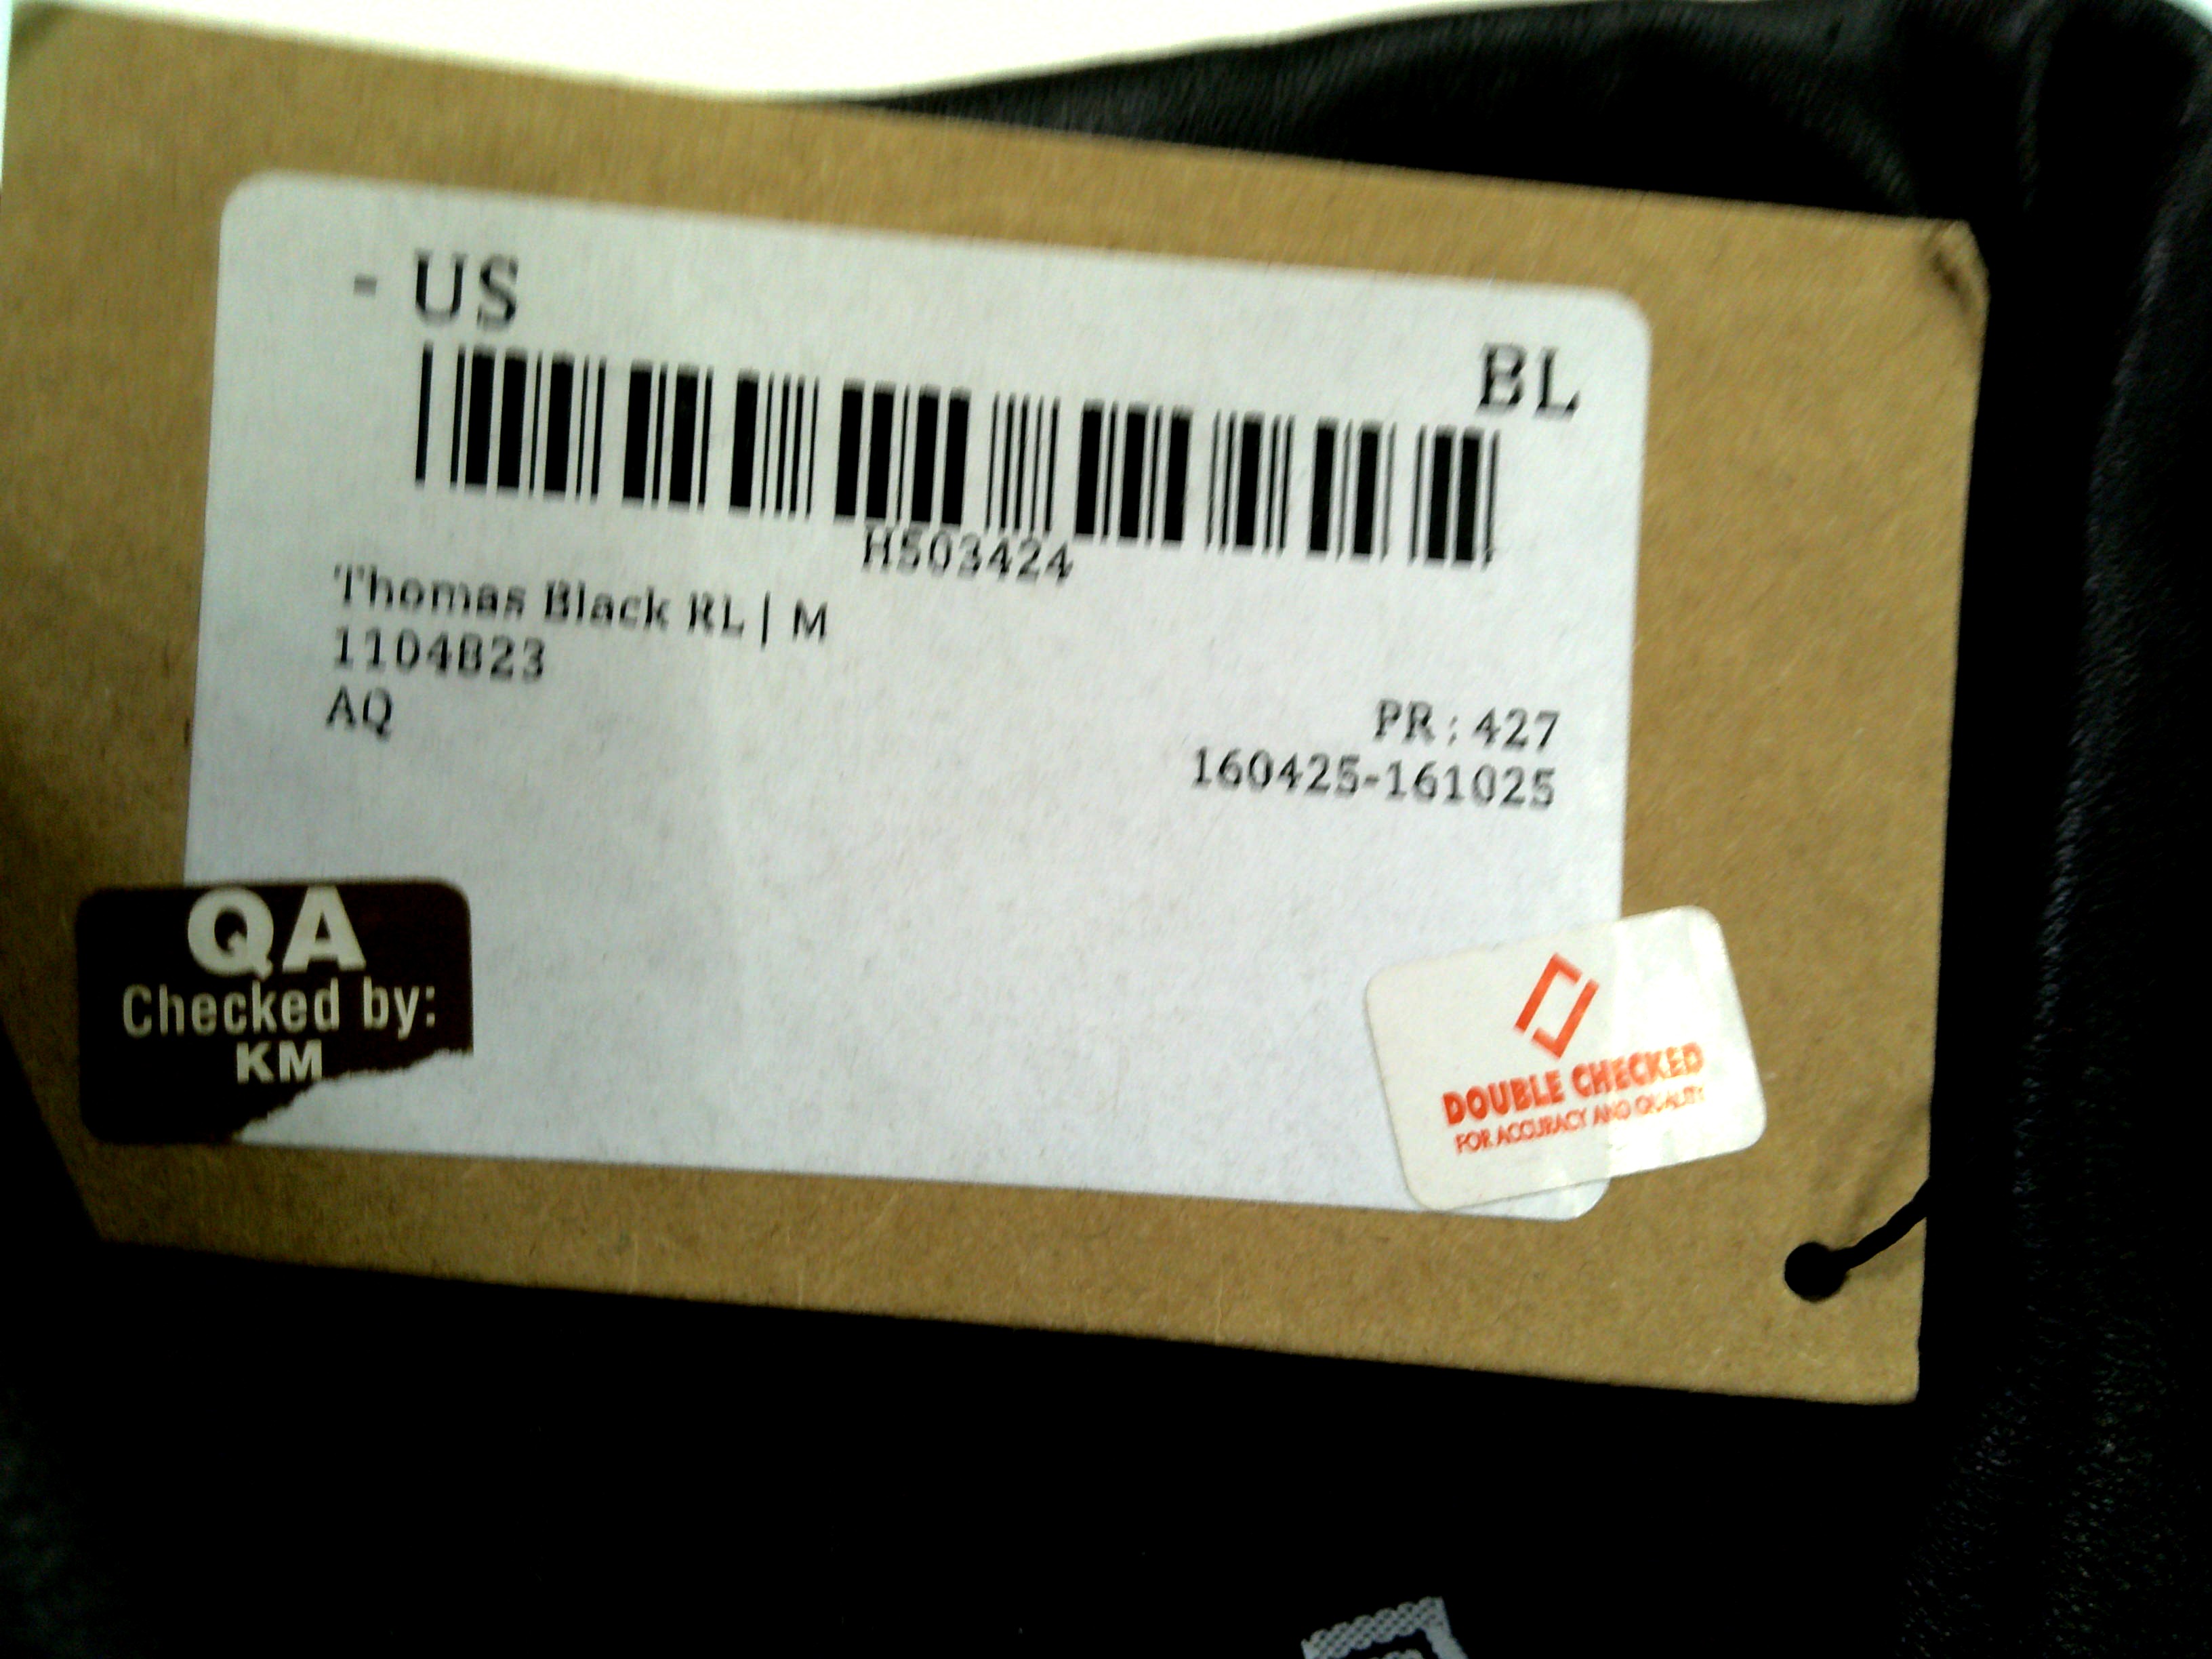 - US
BL
H503424
Thomas Black RL | M
1104823
AQ
PR: 427
160425-161025
QA
Checked by:
KM
DOUBLE CHECKED
FOR ACCURACY AND QUALITY